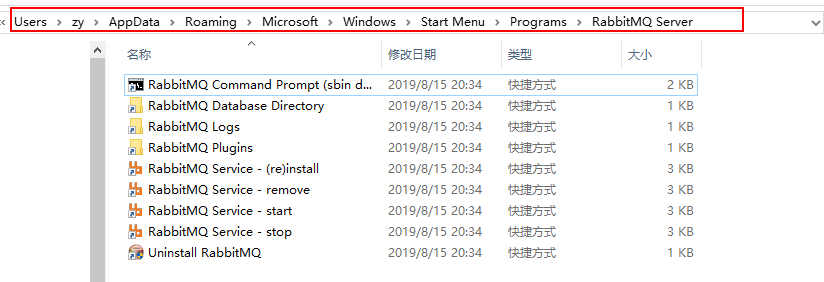 « Users > zy > AppData > Roaming > Microsoft > Windows > Start Menu > Programs > RabbitMQ Server
名称 修改日期 类型 大小
RabbitMQ Command Prompt (sbin d... 2019/8/15 20:34 快捷方式 2 KB
RabbitMQ Database Directory 2019/8/15 20:34 快捷方式 1 KB
RabbitMQ Logs 2019/8/15 20:34 快捷方式 1 KB
RabbitMQ Plugins 2019/8/15 20:34 快捷方式 1 KB
RabbitMQ Service - (re)install 2019/8/15 20:34 快捷方式 3 KB
RabbitMQ Service - remove 2019/8/15 20:34 快捷方式 3 KB
RabbitMQ Service - start 2019/8/15 20:34 快捷方式 3 KB
RabbitMQ Service - stop 2019/8/15 20:34 快捷方式 3 KB
Uninstall RabbitMQ 2019/8/15 20:34 快捷方式 1 KB